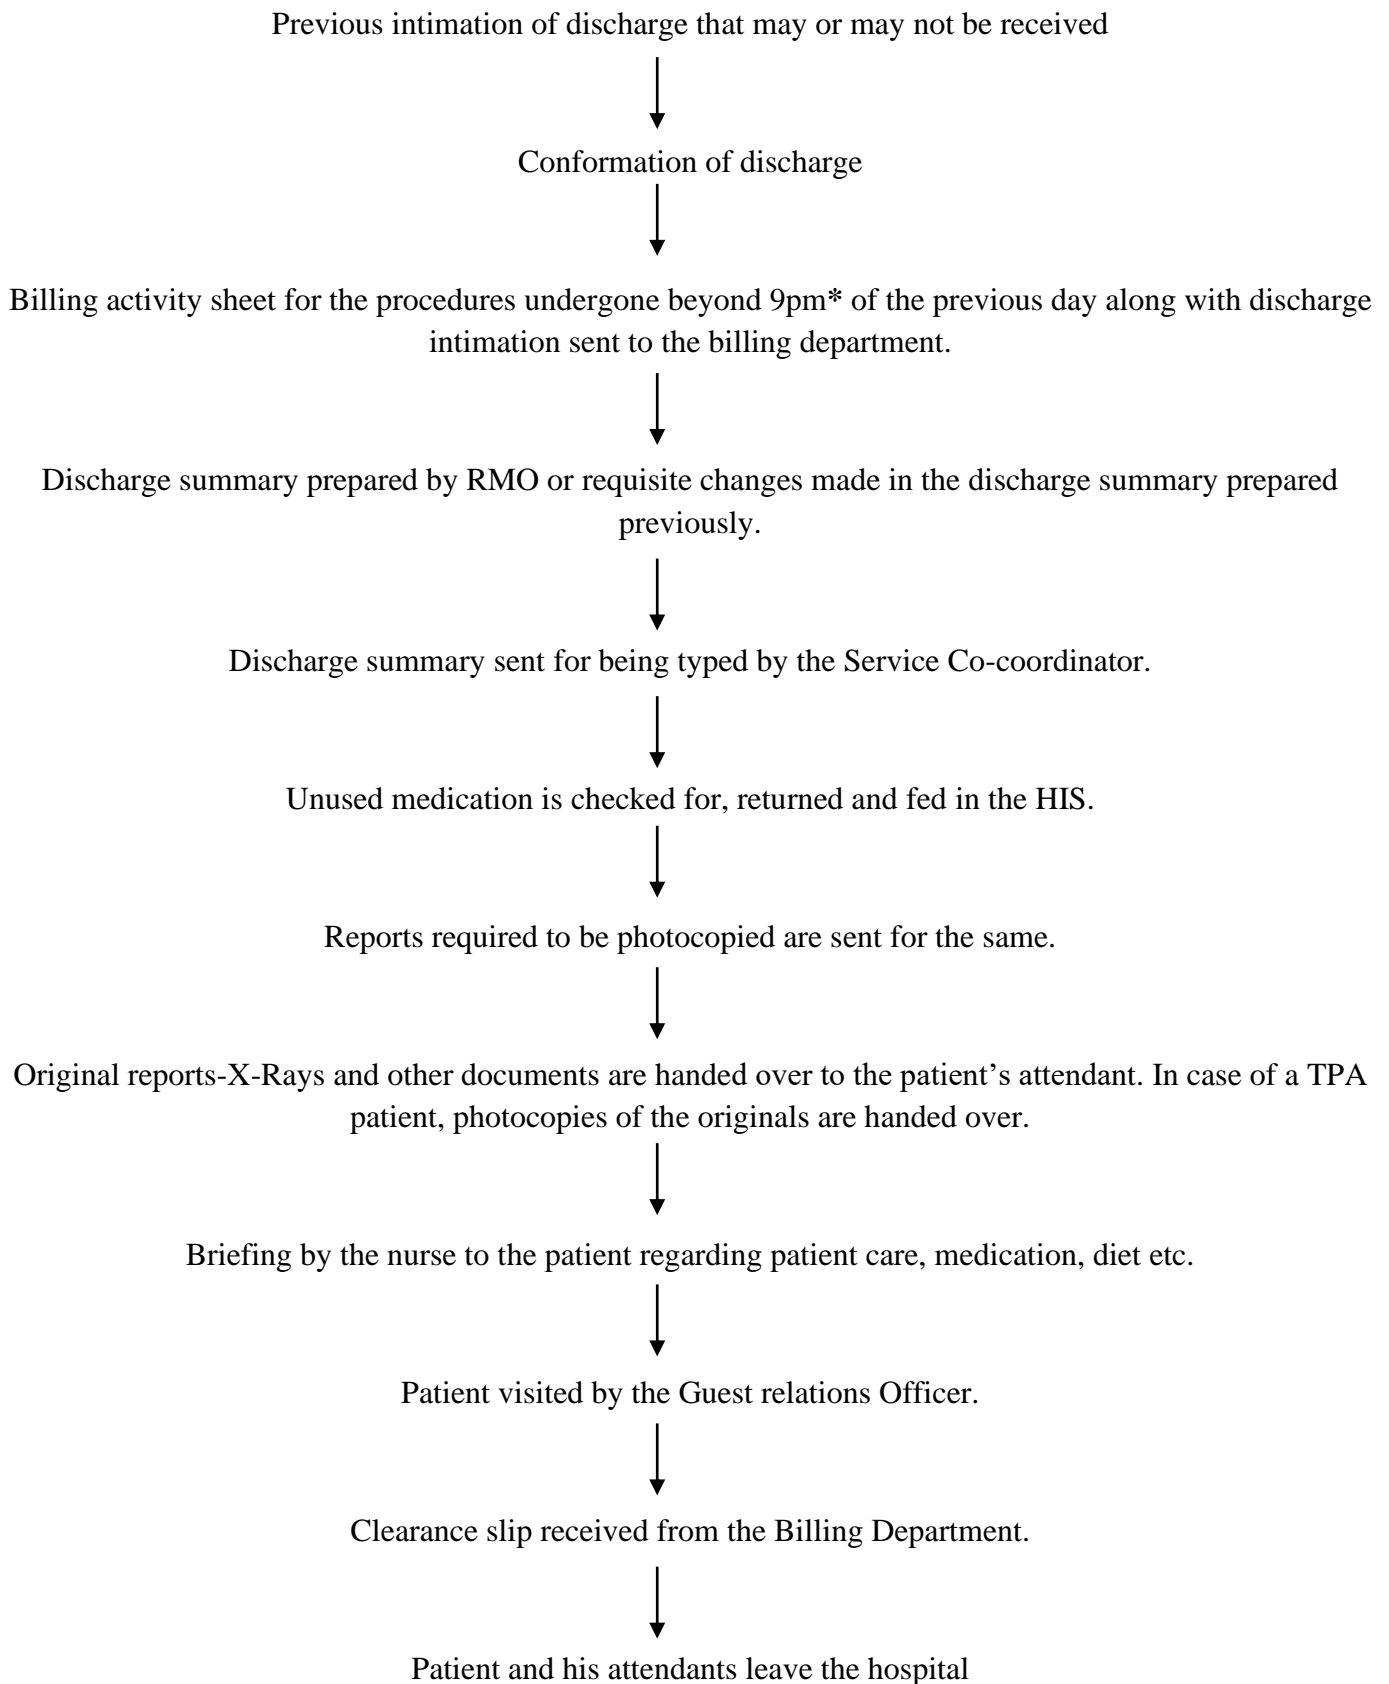 Previous intimation of discharge that may or may not be received
Conformation of discharge
Billing activity sheet for the procedures undergone beyond 9pm* of the previous day along with discharge
intimation sent to the billing department.
Discharge summary prepared by RMO or requisite changes made in the discharge summary prepared
previously.
Discharge summary sent for being typed by the Service Co-coordinator.
Unused medication is checked for, returned and fed in the HIS.
Reports required to be photocopied are sent for the same.
Original reports-X-Rays and other documents are handed over to the patient’s attendant. In case of a TPA
patient, photocopies of the originals are handed over.
Briefing by the nurse to the patient regarding patient care, medication, diet etc.
Patient visited by the Guest relations Officer.
Clearance slip received from the Billing Department.
Patient and his attendants leave the hospital